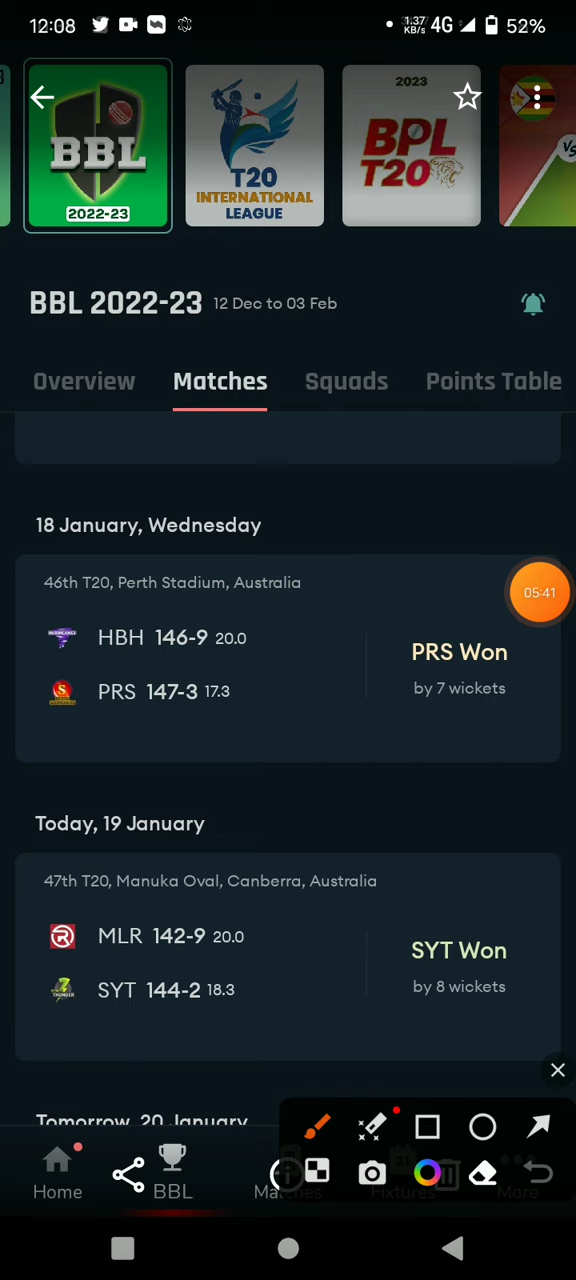 12:08
1.37 KB/s 4G 52%
BBL
2022-23
T20
INTERNATIONAL
LEAGUE
2023
BPL
T20
VS
BBL 2022-23 12 Dec to 03 Feb
Overview Matches Squads Points Table
18 January, Wednesday
46th T20, Perth Stadium, Australia
05:41
HBH 146-9 20.0
PRS Won
PRS 147-3 17.3
by 7 wickets
Today, 19 January
47th T20, Manuka Oval, Canberra, Australia
MLR 142-9 20.0
SYT Won
SYT 144-2 18.3
by 8 wickets
Tomorrow, 20 January
Home BBL Matches Fixtures More